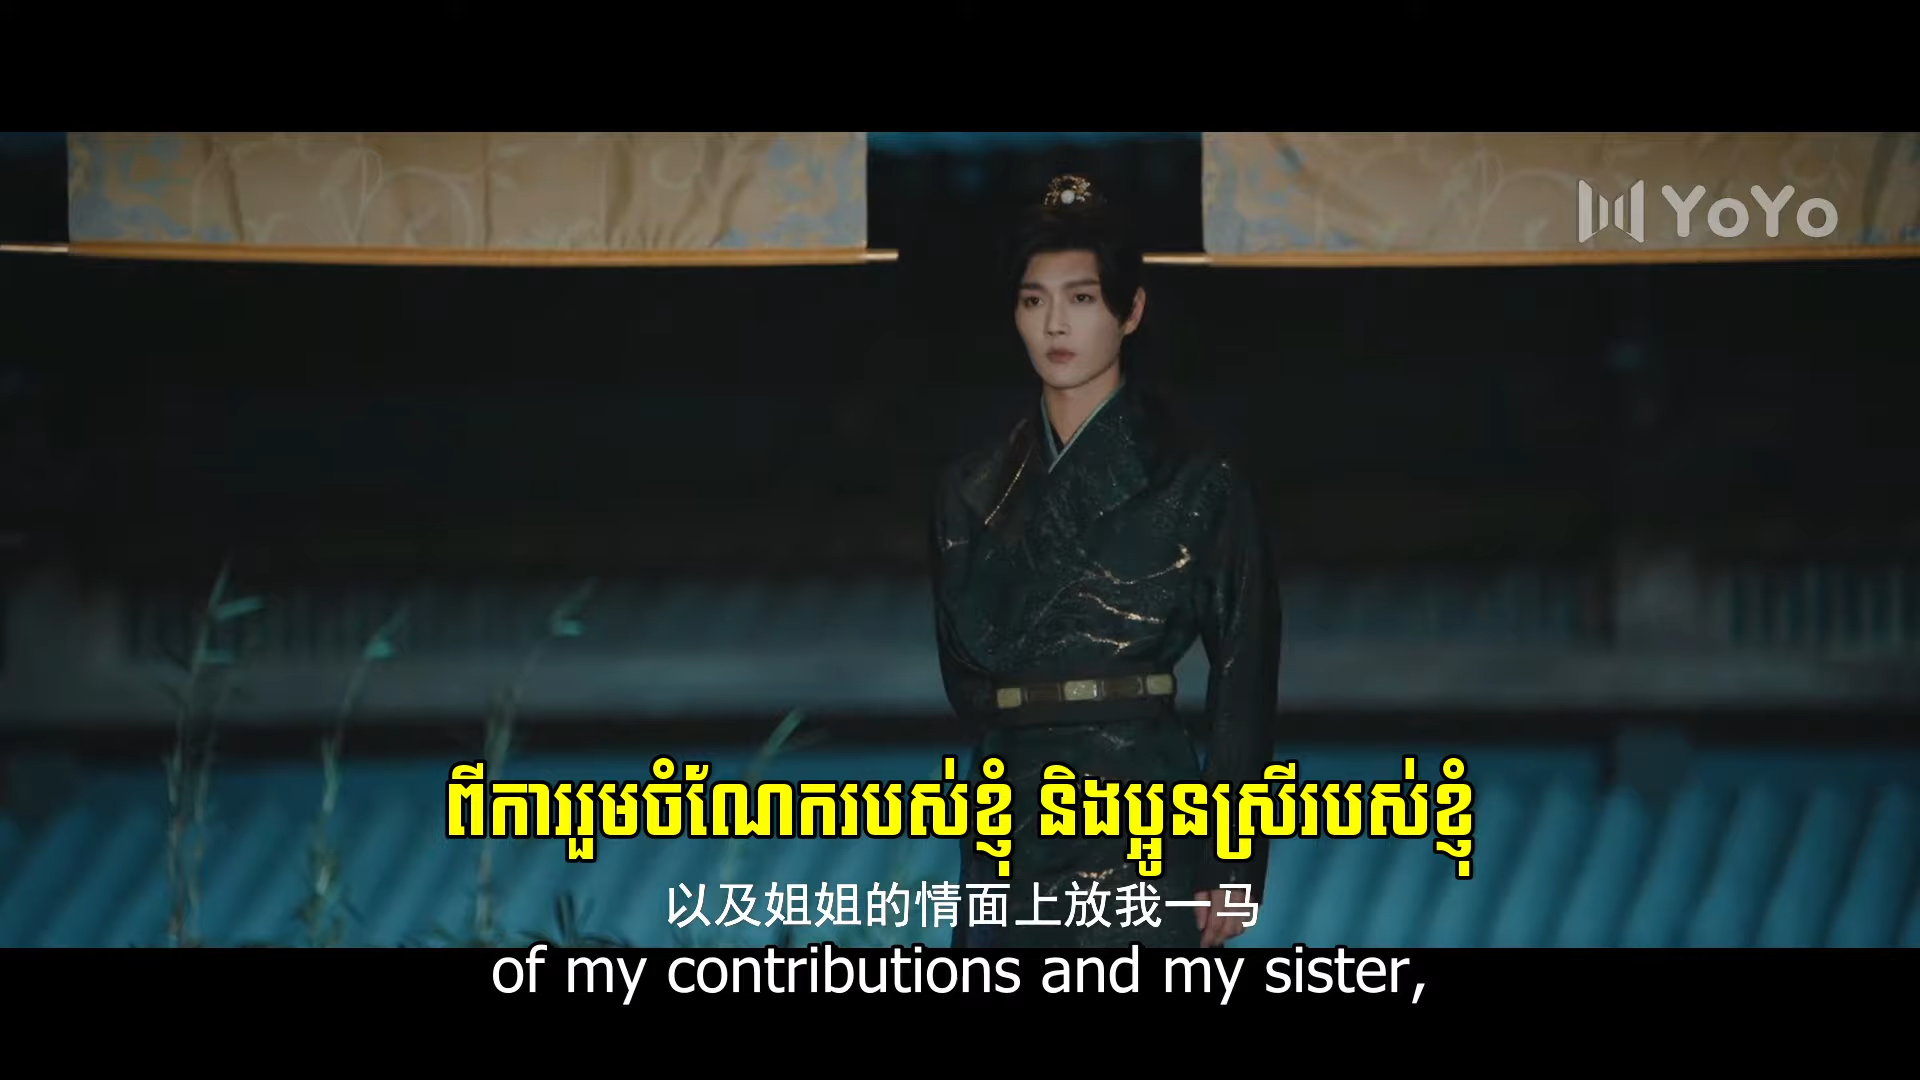 YoYo
ពីការរួមចំណែករបស់ខ្ញុំ និងប្អូនស្រីរបស់ខ្ញុំ
以及姐姐的情面上放我一马
of my contributions and my sister,